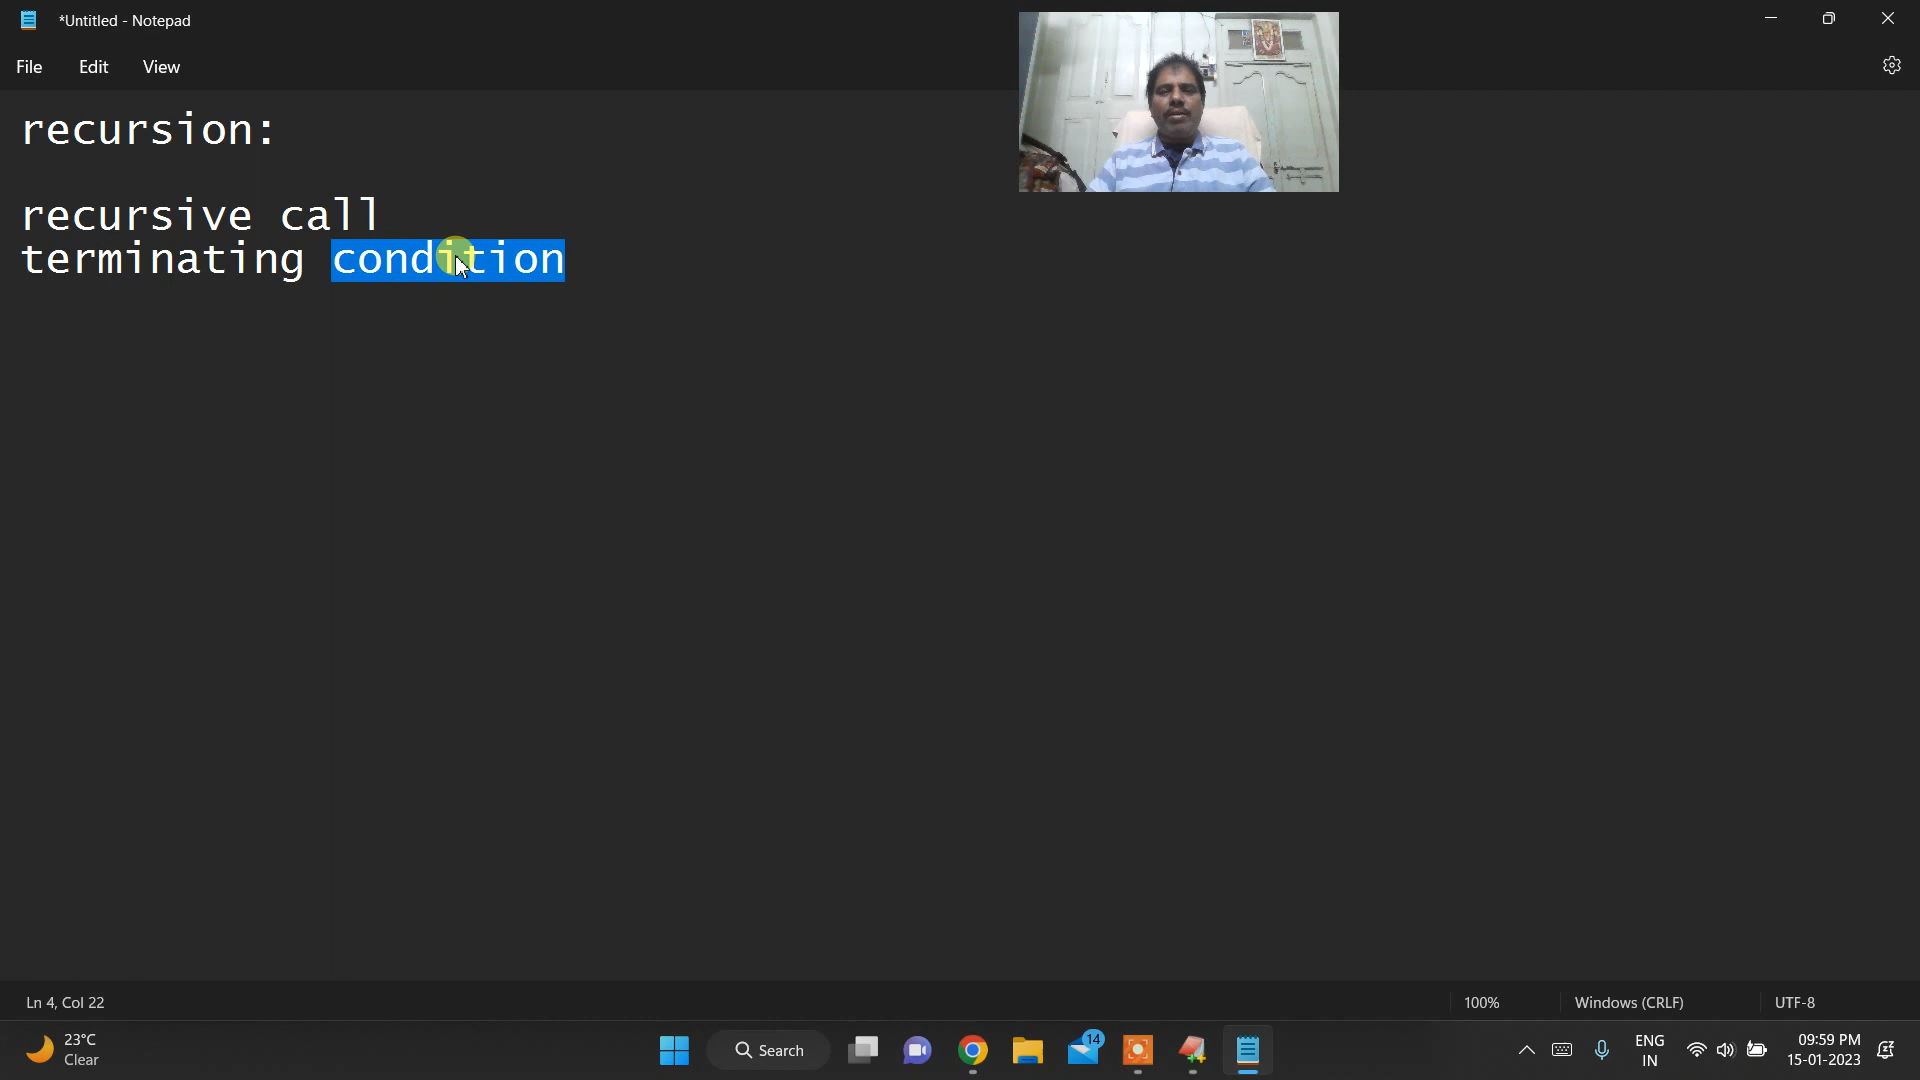 *Untitled - Notepad
File Edit View
recursion:
recursive call
terminating condition
Ln 4, Col 22
100%
Windows (CRLF)
UTF-8
23°C
Clear
Search
14
ENG
IN
09:59 PM
15-01-2023